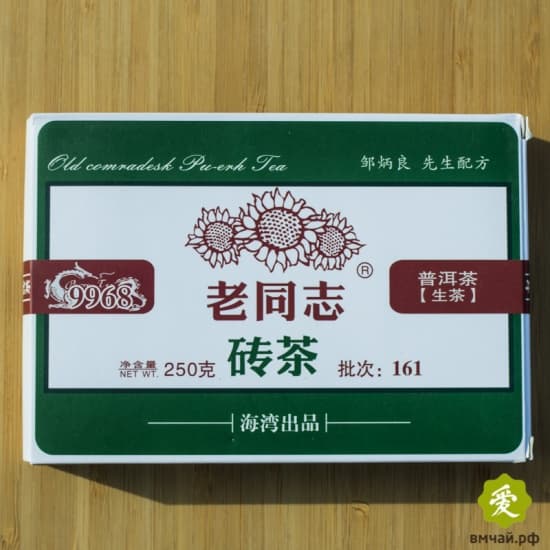 Old comradesk Pu-erh Tea
邹炳良 先生配方
®
9968
老同志
普洱茶
【生茶】
净含量
NET WT. 250克
砖茶
批次：161
海湾出品
爱
вмчай.рф